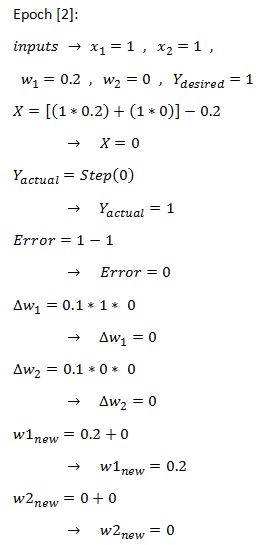 Epoch [2]:
inputs → x₁ = 1 , x₂ = 1 ,
w₁ = 0.2 , w₂ = 0 , Y_desired = 1
X = [(1 * 0.2) + (1 * 0)] − 0.2
→ X = 0
Y_actual = Step(0)
→ Y_actual = 1
Error = 1 − 1
→ Error = 0
Δw₁ = 0.1 * 1 * 0
→ Δw₁ = 0
Δw₂ = 0.1 * 0 * 0
→ Δw₂ = 0
w1_new = 0.2 + 0
→ w1_new = 0.2
w2_new = 0 + 0
→ w2_new = 0